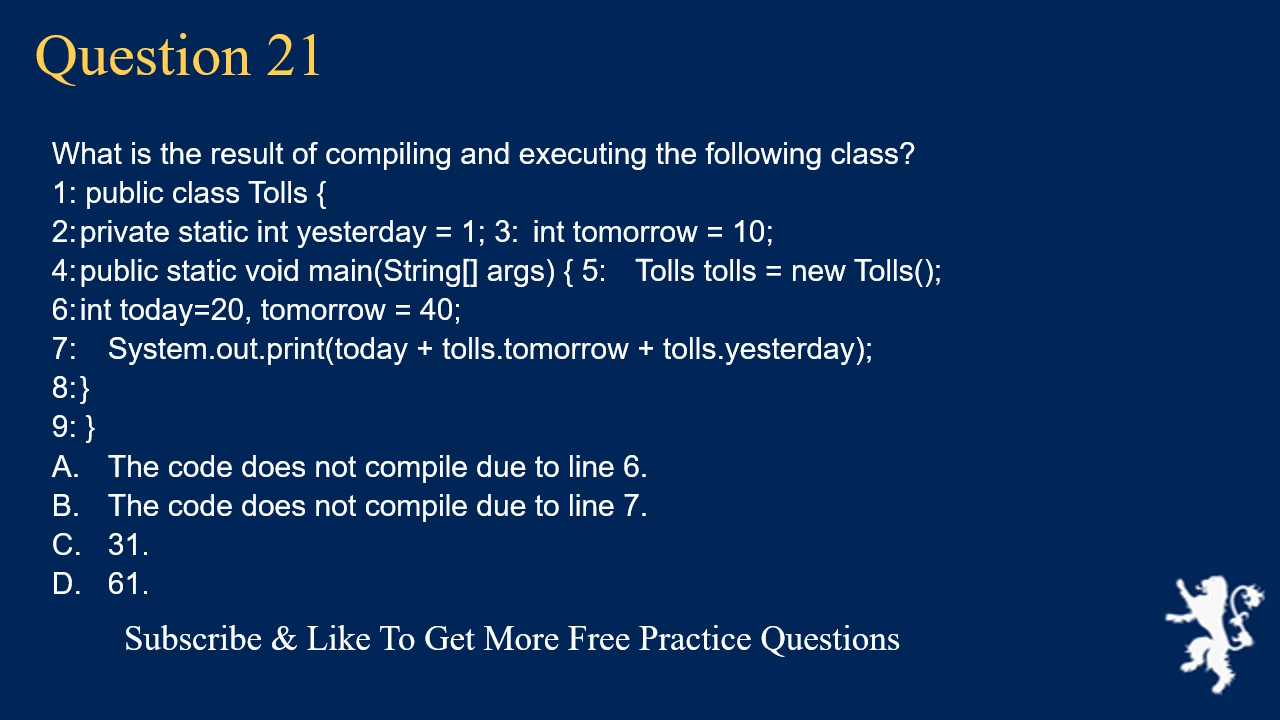 Question 21
What is the result of compiling and executing the following class?
1: public class Tolls {
2: private static int yesterday = 1; 3: int tomorrow = 10;
4: public static void main(String[] args) { 5: Tolls tolls = new Tolls();
6: int today=20, tomorrow = 40;
7: System.out.print(today + tolls.tomorrow + tolls.yesterday);
8: }
9: }
A. The code does not compile due to line 6.
B. The code does not compile due to line 7.
C. 31.
D. 61.
Subscribe & Like To Get More Free Practice Questions